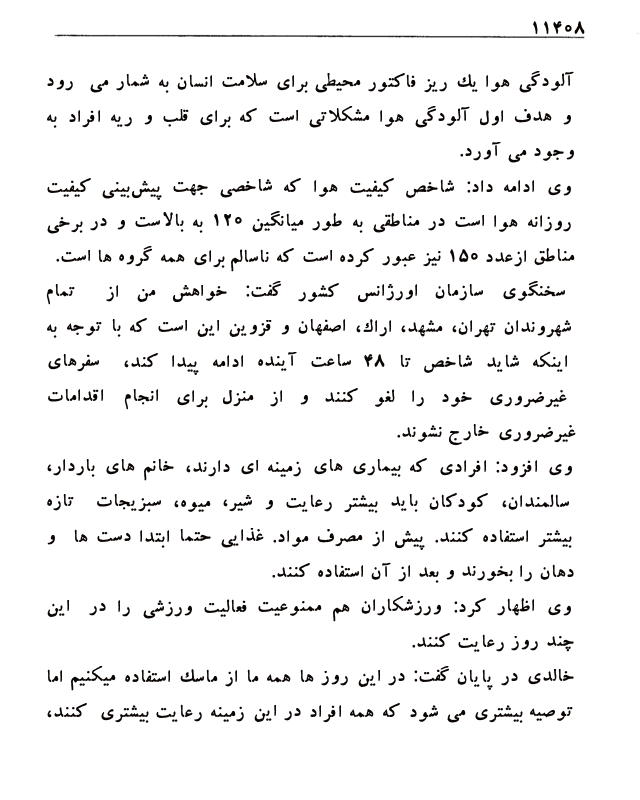 ۱۱۴۰۸
آلودگی هوا یك ریز فاکتور محیطی برای سلامت انسان به شمار می رود
و هدف اول آلودگی هوا مشکلاتی است که برای قلب و ریه افراد به
وجود می آورد.
وی ادامه داد: شاخص کیفیت هوا که شاخصی جهت پیش‌بینی کیفیت
روزانه هوا است در مناطقی به طور میانگین ۱۲۰ به بالاست و در برخی
مناطق ازعدد ۱۵۰ نیز عبور کرده است که ناسالم برای همه گروه ها است.
سخنگوی سازمان اورژانس کشور گفت: خواهش من از تمام
شهروندان تهران، مشهد، اراك، اصفهان و قزوین این است که با توجه به
اینکه شاید شاخص تا ۴۸ ساعت آینده ادامه پیدا کند، سفرهای
غیرضروری خود را لغو کنند و از منزل برای انجام اقدامات
غیرضروری خارج نشوند.
وی افزود: افرادی که بیماری های زمینه ای دارند، خانم های باردار،
سالمندان، کودکان باید بیشتر رعایت و شیر، میوه، سبزیجات تازه
بیشتر استفاده کنند. پیش از مصرف مواد. غذایی حتما ابتدا دست ها و
دهان را بخورند و بعد از آن استفاده کنند.
وی اظهار کرد: ورزشکاران هم ممنوعیت فعالیت ورزشی را در این
چند روز رعایت کنند.
خالدی در پایان گفت: در این روز ها همه ما از ماسك استفاده میکنیم اما
توصیه بیشتری می شود که همه افراد در این زمینه رعایت بیشتری کنند،